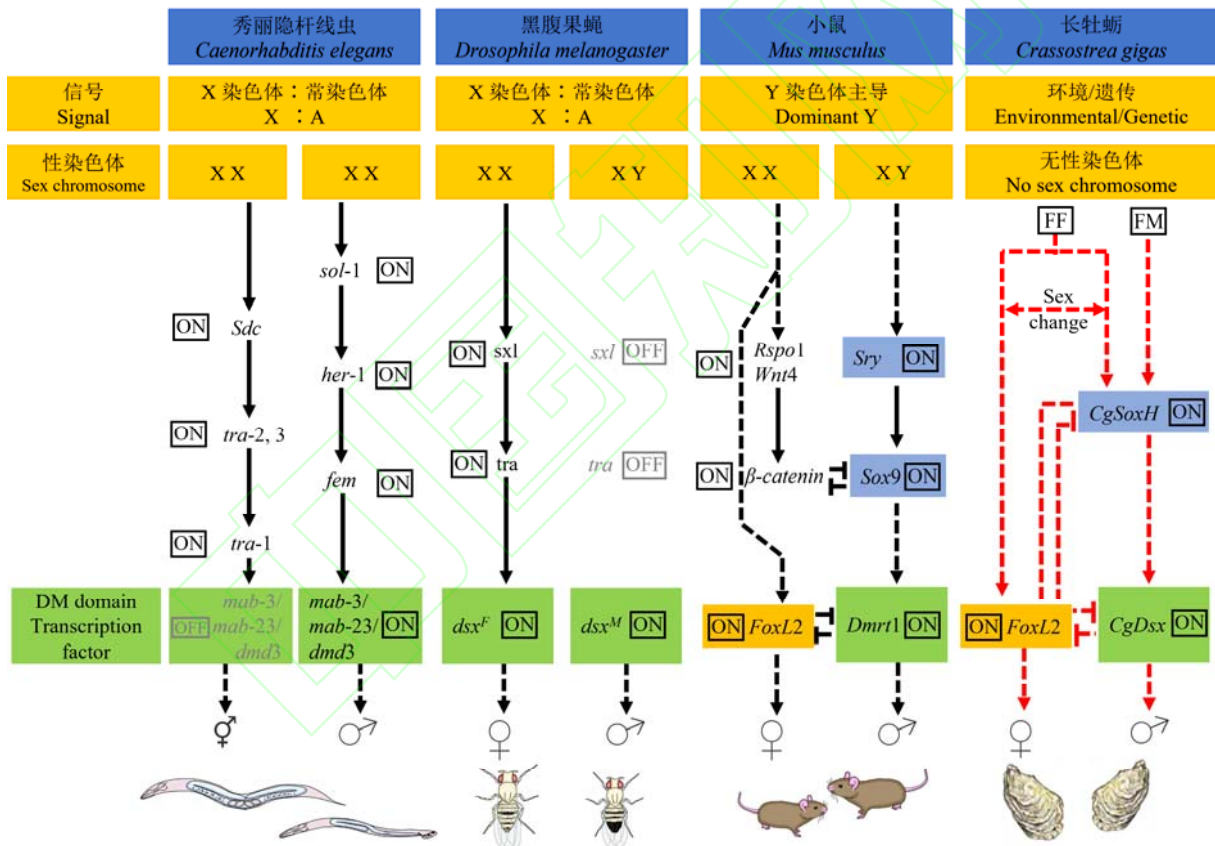 秀丽隐杆线虫
Caenorhabditis elegans
黑腹果蝇
Drosophila melanogaster
小鼠
Mus musculus
长牡蛎
Crassostrea gigas
信号
Signal
X 染色体：常染色体
X ：A
X 染色体：常染色体
X ：A
Y 染色体主导
Dominant Y
环境/遗传
Environmental/Genetic
性染色体
Sex chromosome
X X
X X
X X
X Y
X X
X Y
无性染色体
No sex chromosome
FF
FM
sol-1 ON
Sex
change
ON Sdc
her-1 ON
ON sxl
sxl OFF
ON Rspo1
Wnt4
Sry ON
CgSoxH ON
ON tra-2, 3
fem ON
ON tra
tra OFF
ON β-catenin
Sox9 ON
ON tra-1
DM domain
Transcription
factor
mab-3/
OFF mab-23/
dmd3
mab-3/
mab-23/ ON
dmd3
dsxF ON
dsxM ON
ON FoxL2
Dmrt1 ON
ON FoxL2
CgDsx ON
⚥
♂
♀
♂
♀
♂
♀
♂